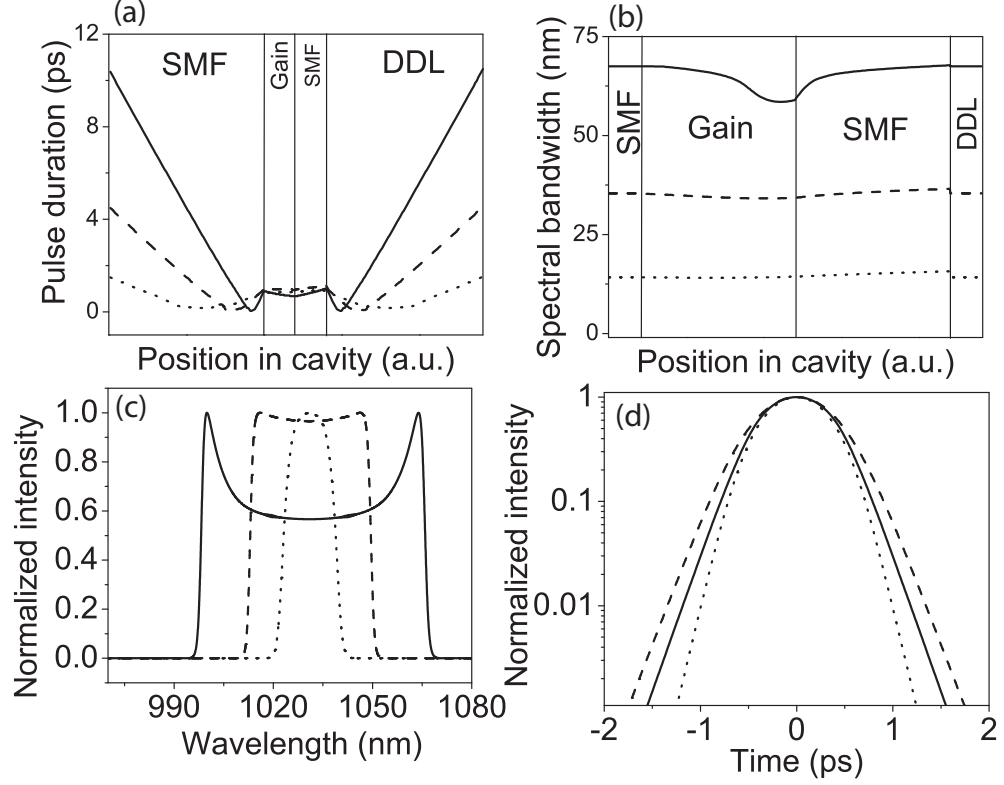 (a)
12
8
4
0
Pulse duration (ps)
SMF
Gain
SMF
DDL
Position in cavity (a.u.)
(b)
75
50
25
0
Spectral bandwidth (nm)
SMF
Gain
SMF
DDL
Position in cavity (a.u.)
(c)
1.0
0.8
0.6
0.4
0.2
0.0
Normalized intensity
990 1020 1050 1080
Wavelength (nm)
(d)
1
0.1
0.01
Normalized intensity
-2 -1 0 1 2
Time (ps)